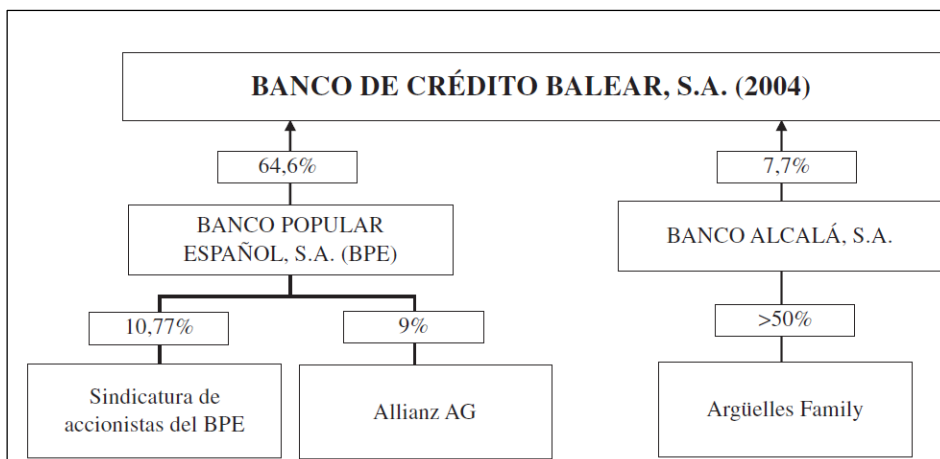 BANCO DE CRÉDITO BALEAR, S.A. (2004)
64,6%
7,7%
BANCO POPULAR
ESPAÑOL, S.A. (BPE)
BANCO ALCALÁ, S.A.
10,77%
9%
>50%
Sindicatura de
accionistas del BPE
Allianz AG
Argüelles Family